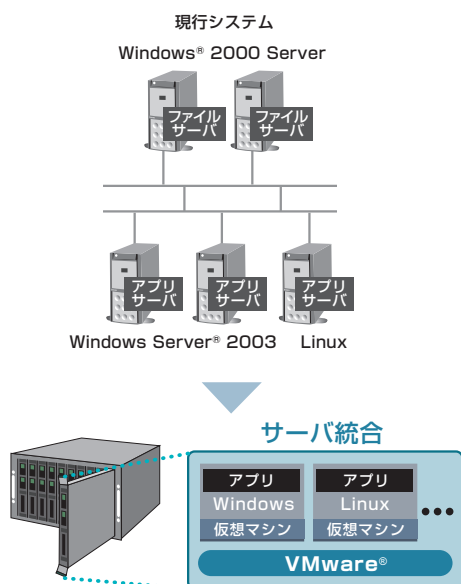 現行システム
Windows® 2000 Server
ファイル
サーバ
ファイル
サーバ
アプリ
サーバ
アプリ
サーバ
アプリ
サーバ
Windows Server® 2003 Linux
サーバ統合
アプリ
Windows
仮想マシン
アプリ
Linux
仮想マシン
•••
VMware®